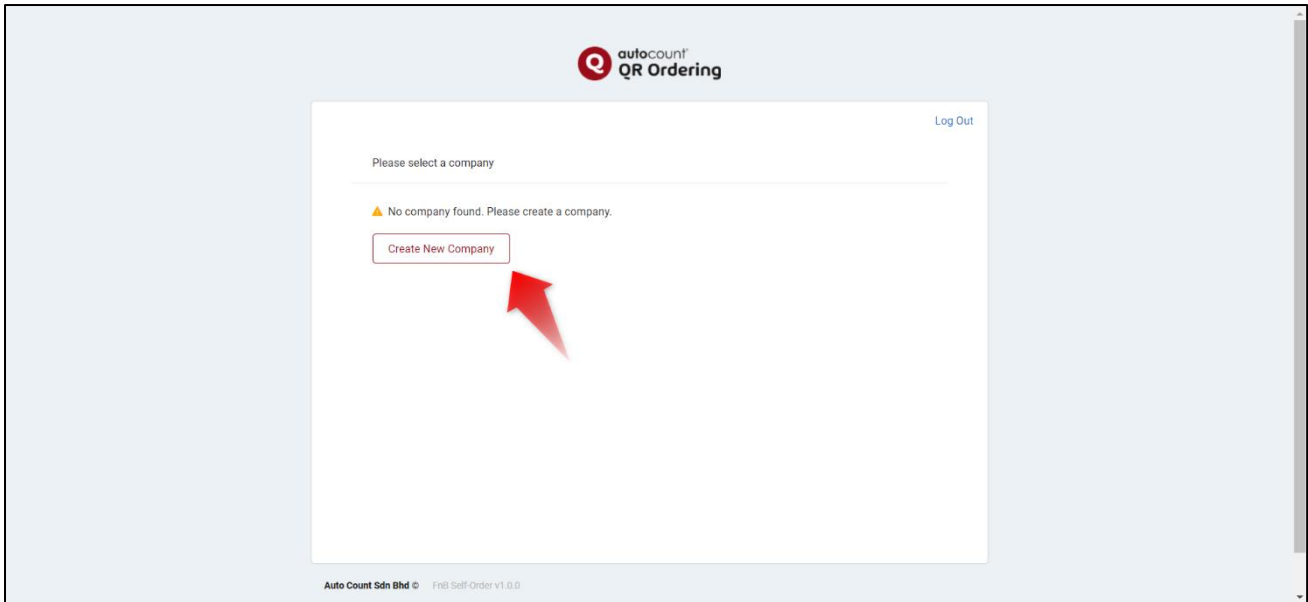 autocount
QR Ordering
Log Out
Please select a company
No company found. Please create a company.
Create New Company
Auto Count Sdn Bhd © FnB Self-Order v1.0.0